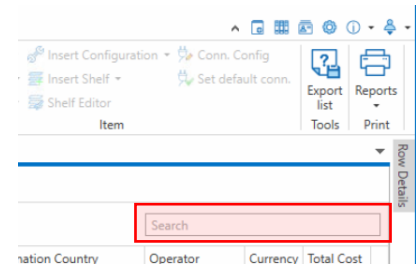 Insert Configuration
Conn. Config
Insert Shelf
Set default conn.
Shelf Editor
Export list
Reports
Item
Tools
Print
Row Details
Search
nation Country
Operator
Currency
Total Cost